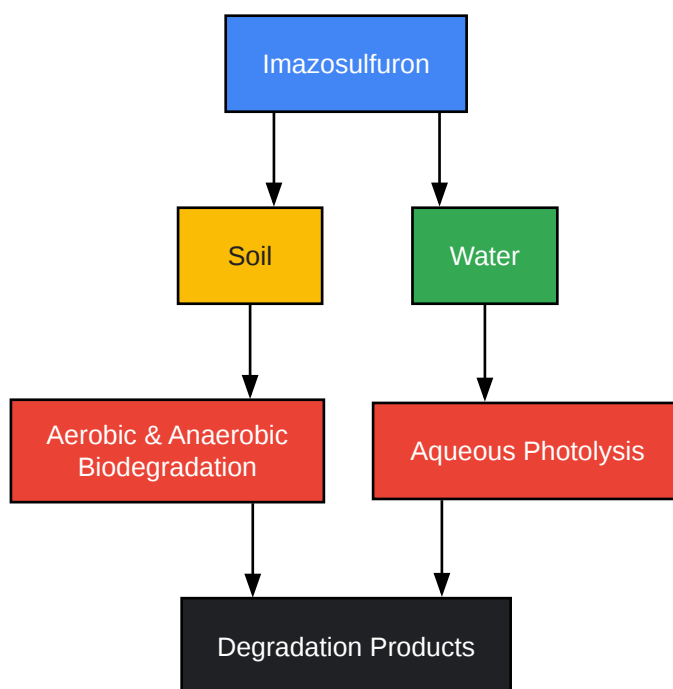 Imazosulfuron
Soil
Water
Aerobic & Anaerobic
Biodegradation
Aqueous Photolysis
Degradation Products